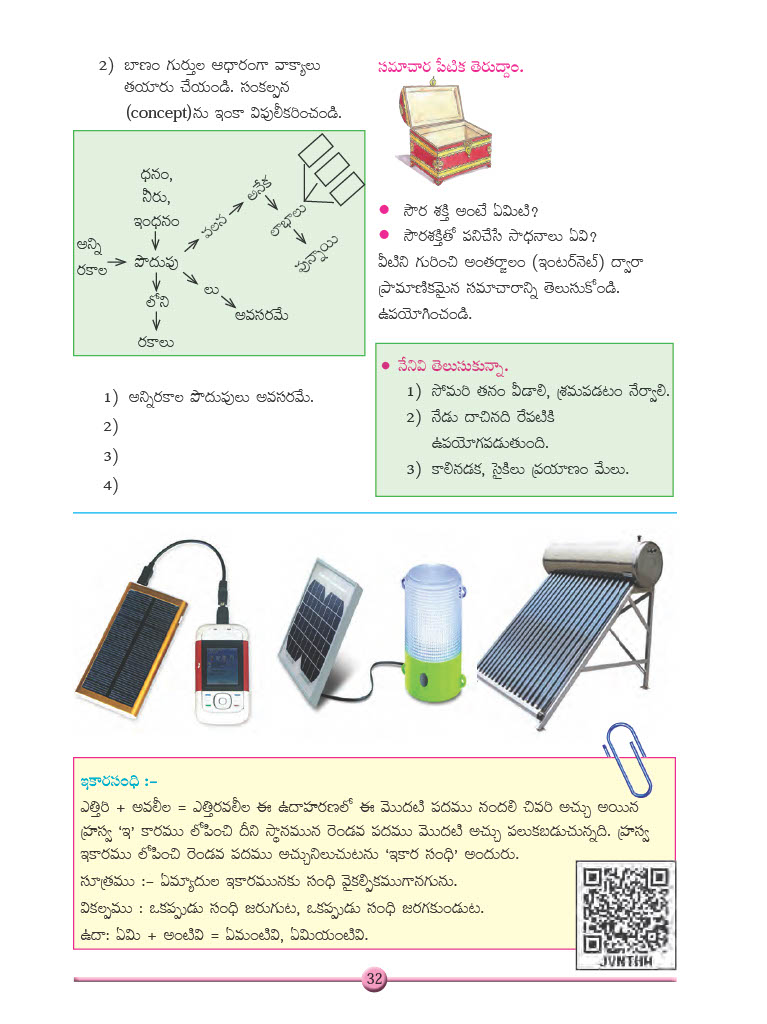 2) బాణం గుర్తుల ఆధారంగా వాక్యాలు
తయారు చేయండి. సంకల్పన
(concept)ను ఇంకా విపులీకరించండి.
ధనం,
నీరు,
ఇంధనం
అన్ని
రకాల
పొదుపు
వలన
అనేక
లాభాలు
వున్నాయి
లు
అవసరమే
లోని
రకాలు
1) అన్నిరకాల పొదుపులు అవసరమే.
2)
3)
4)
సమాచార పేటిక తెరుద్దాం.
• సౌర శక్తి అంటే ఏమిటి?
• సౌరశక్తితో పనిచేసే సాధనాలు ఏవి?
వీటిని గురించి అంతర్జాలం (ఇంటర్‌నెట్) ద్వారా
ప్రామాణికమైన సమాచారాన్ని తెలుసుకోండి.
ఉపయోగించండి.
• నేనివి తెలుసుకున్నా.
1) సోమరి తనం వీడాలి, శ్రమపడటం నేర్వాలి.
2) నేడు దాచినది రేపటికి
ఉపయోగపడుతుంది.
3) కాలినడక, సైకిలు ప్రయాణం మేలు.
ఇకారసంధి :–
ఎత్తిరి + అవలీల = ఎత్తిరవలీల ఈ ఉదాహరణలో ఈ మొదటి పదము నందలి చివరి అచ్చు అయిన
హ్రస్వ ‘ఇ’ కారము లోపించి దీని స్థానమున రెండవ పదము మొదటి అచ్చు పలుకబడుచున్నది. హ్రస్వ
ఇకారము లోపించి రెండవ పదము అచ్చునిలుచుటను ‘ఇకార సంధి’ అందురు.
సూత్రము :– ఏమ్యాదుల ఇకారమునకు సంధి వైకల్పికముగానగును.
వికల్పము : ఒకప్పుడు సంధి జరుగుట, ఒకప్పుడు సంధి జరగకుండుట.
ఉదా: ఏమి + అంటివి = ఏమంటివి, ఏమియంటివి.
JVNTHH
32